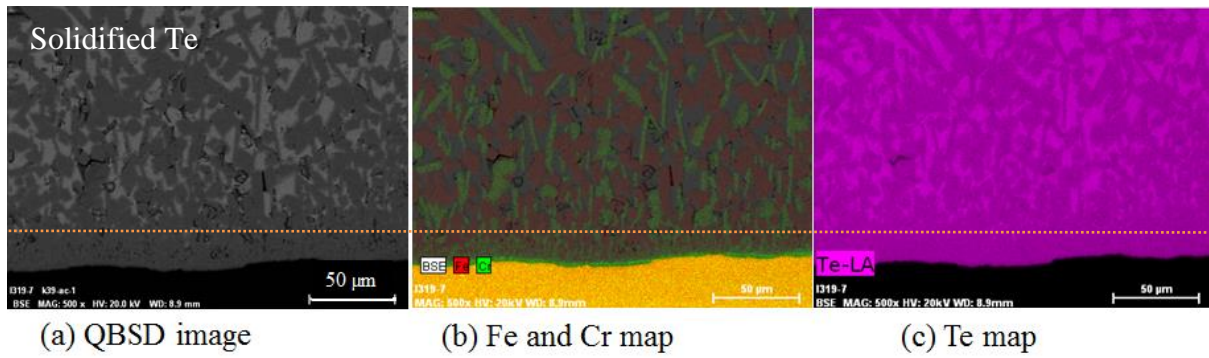 Solidified Te
50 µm
I319-7 k39-ac-1
BSE MAG: 500 x HV: 20.0 kV WD: 8.9 mm
(a) QBSD image
BSE Fe Cr
I319-7
MAG: 500x HV: 20kV WD: 8.9mm
50 µm
(b) Fe and Cr map
Te-LA
I319-7
MAG: 500x HV: 20kV WD: 8.9mm
50 µm
(c) Te map